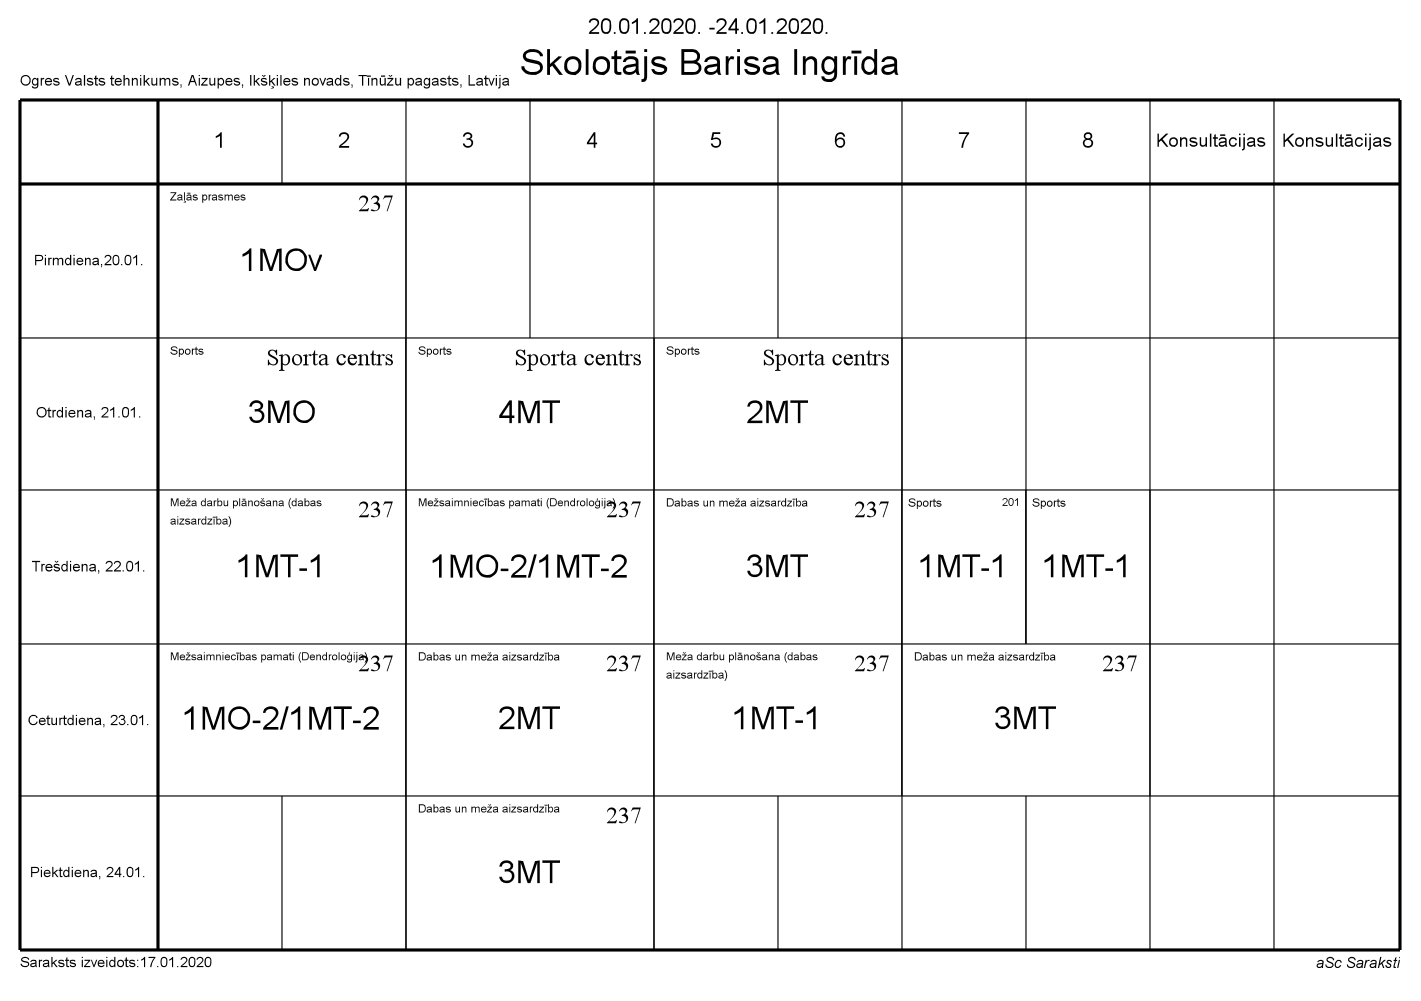 20.01.2020. -24.01.2020.
Skolotājs Barisa Ingrīda
Ogres Valsts tehnikums, Aizupes, Ikšķiles novads, Tīnūžu pagasts, Latvija
1 2 3 4 5 6 7 8 Konsultācijas Konsultācijas
Pirmdiena,20.01.
Zaļās prasmes 237
1MOv
Otrdiena, 21.01.
Sports Sporta centrs
3MO
Sports Sporta centrs
4MT
Sports Sporta centrs
2MT
Trešdiena, 22.01.
Meža darbu plānošana (dabas 237
aizsardzība)
1MT-1
Mežsaimniecības pamati (Dendroloģija) 237
1MO-2/1MT-2
Dabas un meža aizsardzība 237
3MT
Sports 201
1MT-1
Sports
1MT-1
Ceturtdiena, 23.01.
Mežsaimniecības pamati (Dendroloģija) 237
1MO-2/1MT-2
Dabas un meža aizsardzība 237
2MT
Meža darbu plānošana (dabas 237
aizsardzība)
1MT-1
Dabas un meža aizsardzība 237
3MT
Piektdiena, 24.01.
Dabas un meža aizsardzība 237
3MT
Saraksts izveidots:17.01.2020
aSc Saraksti